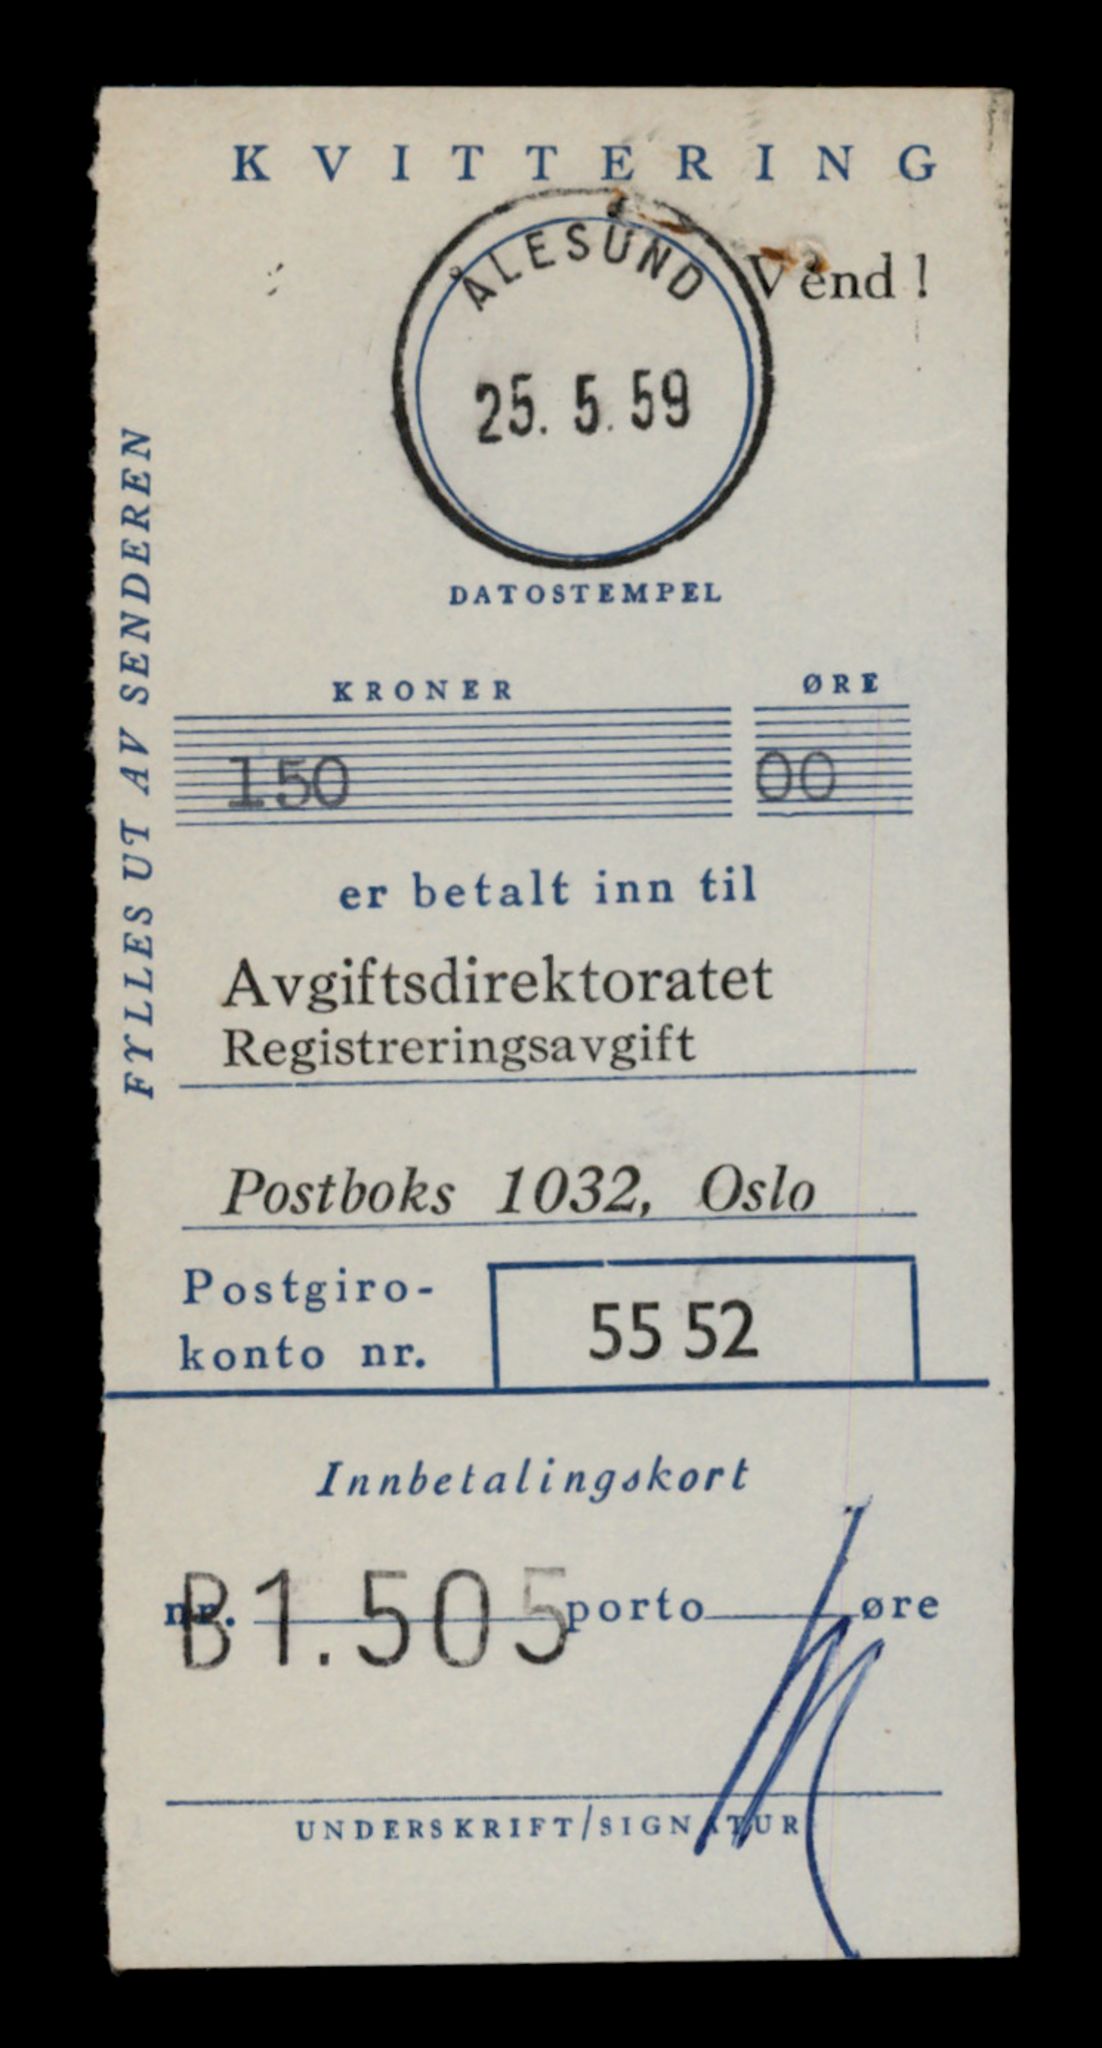 KVITTERING
Vend !
ÅLESUND
25. 5. 59
DATOSTEMPEL
FYLLES UT AV SENDEREN
KRONER ØRE
150 00
er betalt inn til
Avgiftsdirektoratet
Registreringsavgift
Postboks 1032, Oslo
Postgiro-
konto nr.
55 52
Innbetalingskort
nr. B1.505 porto øre
UNDERSKRIFT/SIGNATUR